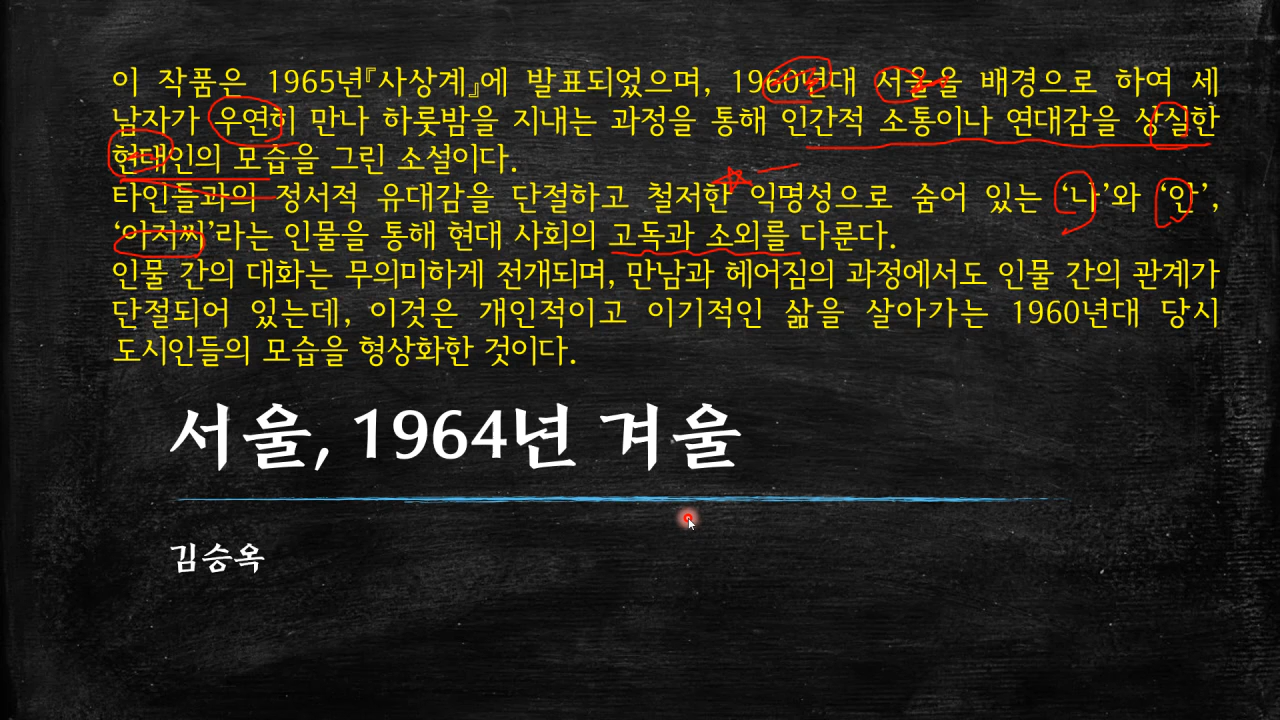 이 작품은 1965년『사상계』에 발표되었으며, 1960년대 서울을 배경으로 하여 세
남자가 우연히 만나 하룻밤을 지내는 과정을 통해 인간적 소통이나 연대감을 상실한
현대인의 모습을 그린 소설이다.
타인들과의 정서적 유대감을 단절하고 철저한 익명성으로 숨어 있는 ‘나’와 ‘안’,
‘아저씨’라는 인물을 통해 현대 사회의 고독과 소외를 다룬다.
인물 간의 대화는 무의미하게 전개되며, 만남과 헤어짐의 과정에서도 인물 간의 관계가
단절되어 있는데, 이것은 개인적이고 이기적인 삶을 살아가는 1960년대 당시
도시인들의 모습을 형상화한 것이다.
서울, 1964년 겨울
김승옥